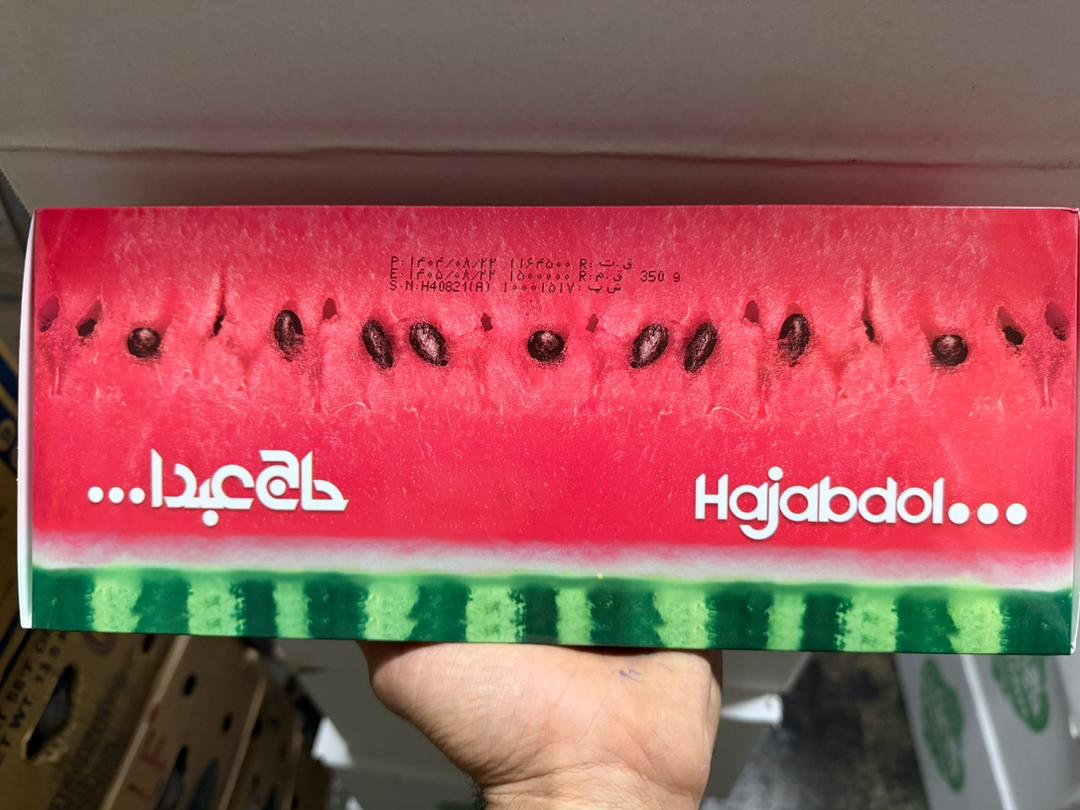 P: ۱۴۰۴/۰۸/۲۲ ۱۱۶۴۵۰۰ R: ق.ت
E: ۱۴۰۵/۰۸/۲۲ ۱۵۰۰۰۰۰ R: ق.م 350 g
S.N:H40821(A) ۱۰۰۰۱۵۱۷: ش ب
حاج عبدا...
Hajabdol...